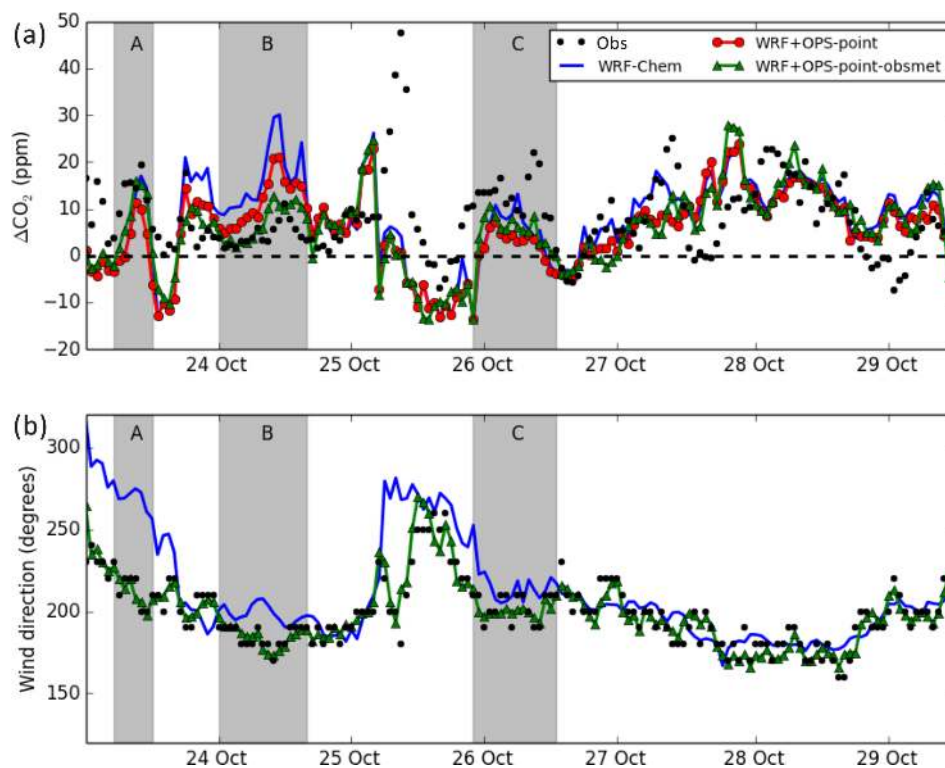 (a)
A
B
C
Obs
WRF-Chem
WRF+OPS-point
WRF+OPS-point-obsmet
50
40
30
20
10
0
−10
−20
ΔCO₂ (ppm)
24 Oct
25 Oct
26 Oct
27 Oct
28 Oct
29 Oct
(b)
A
B
C
300
250
200
150
Wind direction (degrees)
24 Oct
25 Oct
26 Oct
27 Oct
28 Oct
29 Oct